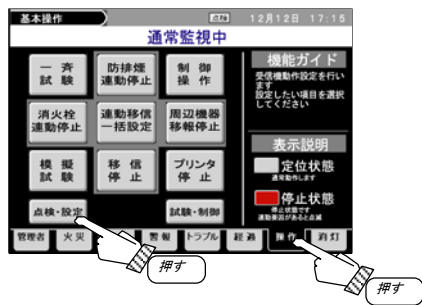 基本操作
点検
12月12日 17:15
通常監視中
一斉
試験
防排煙
連動停止
制御
操作
消火栓
連動停止
連動移信
一括設定
周辺機器
移報停止
模擬
試験
移信
停止
プリンタ
停止
点検・設定
試験・制御
機能ガイド
受信機動作設定を行い
ます
設定したい項目を選択
してください
表示説明
定位状態
通常動作します
停止状態
停止状態です
連動要因があると点滅
管理者
火災
警報
トラブル
経過
操作
消灯
押す
押す